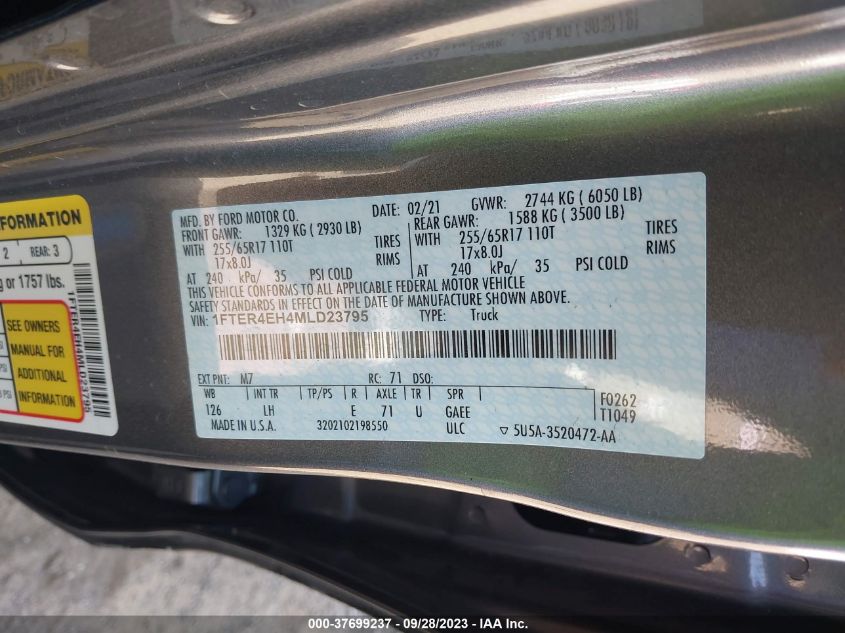 FORMATION
2 REAR: 3
g or 1757 lbs.
SEE OWNERS
MANUAL FOR
ADDITIONAL
INFORMATION
1FTER4EH4MLD23795
MFD. BY FORD MOTOR CO. DATE: 02/21 GVWR: 2744 KG ( 6050 LB)
FRONT GAWR: 1329 KG ( 2930 LB) REAR GAWR: 1588 KG ( 3500 LB)
WITH 255/65R17 110T TIRES WITH 255/65R17 110T TIRES
17x8.0J RIMS 17x8.0J RIMS
AT 240 kPa/ 35 PSI COLD AT 240 kPa/ 35 PSI COLD
THIS VEHICLE CONFORMS TO ALL APPLICABLE FEDERAL MOTOR VEHICLE
SAFETY STANDARDS IN EFFECT ON THE DATE OF MANUFACTURE SHOWN ABOVE.
VIN: 1FTER4EH4MLD23795 TYPE: Truck
EXT PNT: M7 RC: 71 DSO:
WB INT TR TP/PS R AXLE TR SPR F0262
126 LH E 71 U GAEE T1049
MADE IN U.S.A. 3202102198550 ULC ▽ 5U5A-3520472-AA
000-37699237 - 09/28/2023 - © IAA, Inc.